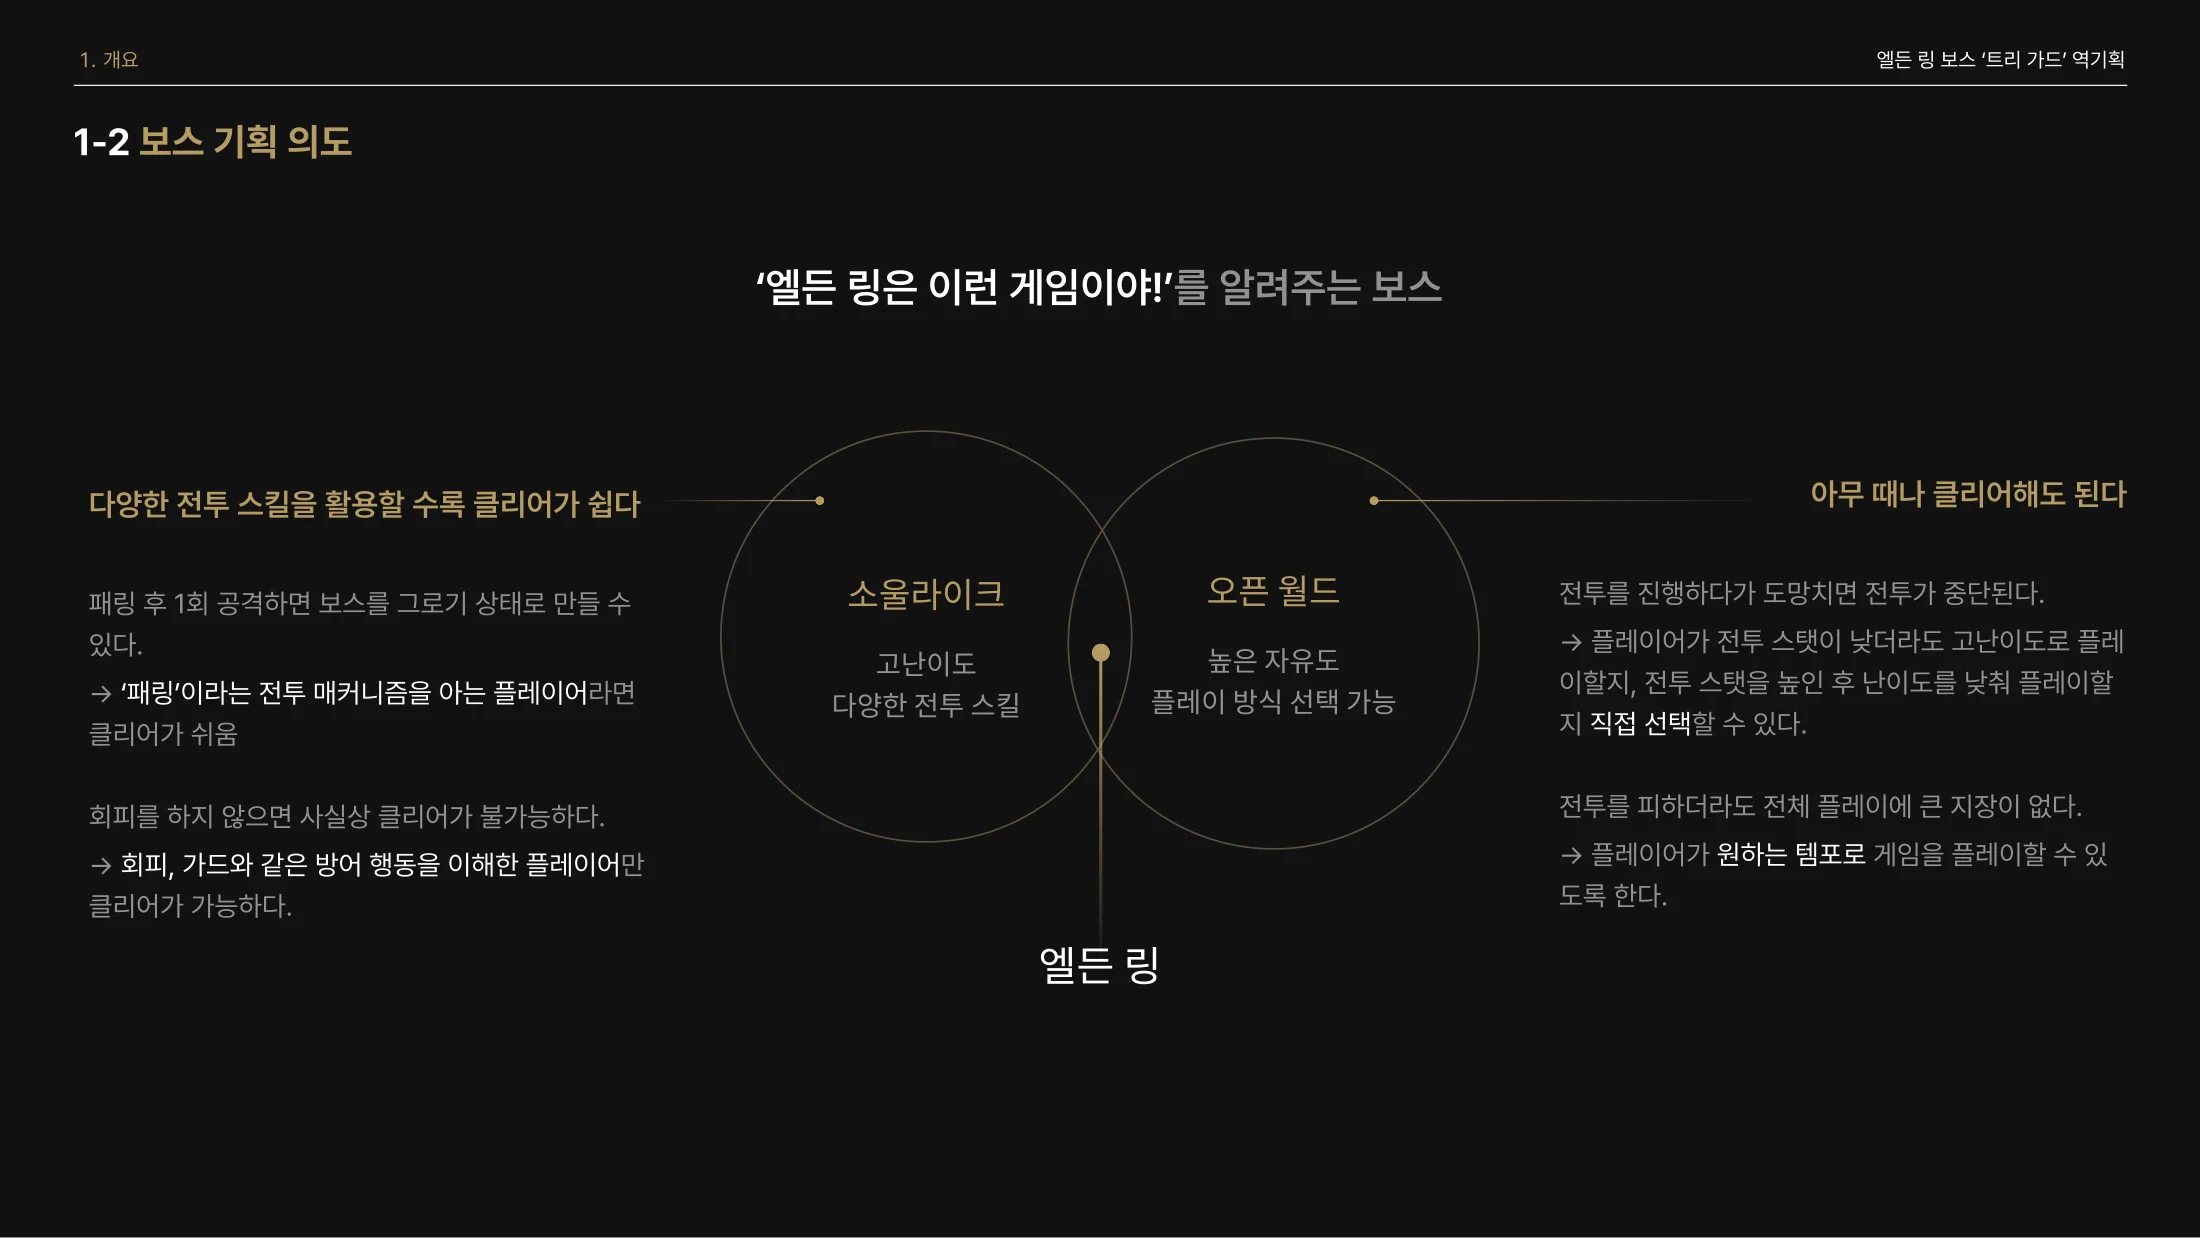 1. 개요
엘든 링 보스 ‘트리 가드’ 역기획
1-2 보스 기획 의도
‘엘든 링은 이런 게임이야!’를 알려주는 보스
다양한 전투 스킬을 활용할 수록 클리어가 쉽다
패링 후 1회 공격하면 보스를 그로기 상태로 만들 수
있다.
→ ‘패링’이라는 전투 매커니즘을 아는 플레이어라면
클리어가 쉬움
회피를 하지 않으면 사실상 클리어가 불가능하다.
→ 회피, 가드와 같은 방어 행동을 이해한 플레이어만
클리어가 가능하다.
소울라이크
고난이도
다양한 전투 스킬
오픈 월드
높은 자유도
플레이 방식 선택 가능
엘든 링
아무 때나 클리어해도 된다
전투를 진행하다가 도망치면 전투가 중단된다.
→ 플레이어가 전투 스탯이 낮더라도 고난이도로 플레
이할지, 전투 스탯을 높인 후 난이도를 낮춰 플레이할
지 직접 선택할 수 있다.
전투를 피하더라도 전체 플레이에 큰 지장이 없다.
→ 플레이어가 원하는 템포로 게임을 플레이할 수 있
도록 한다.